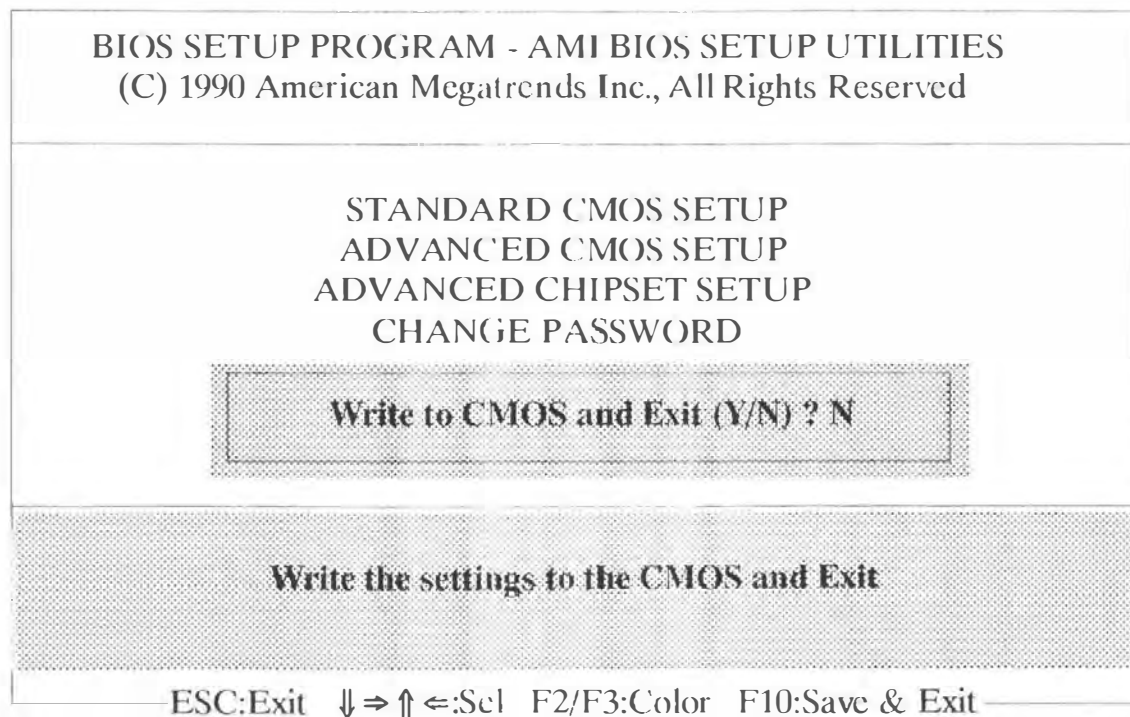 BIOS SETUP PROGRAM - AMI BIOS SETUP UTILITIES
(C) 1990 American Megatrends Inc., All Rights Reserved
STANDARD CMOS SETUP
ADVANCED CMOS SETUP
ADVANCED CHIPSET SETUP
CHANGE PASSWORD
Write to CMOS and Exit (Y/N) ? N
Write the settings to the CMOS and Exit
ESC:Exit ⇓⇒⇑⇐:Sel F2/F3:Color F10:Save & Exit